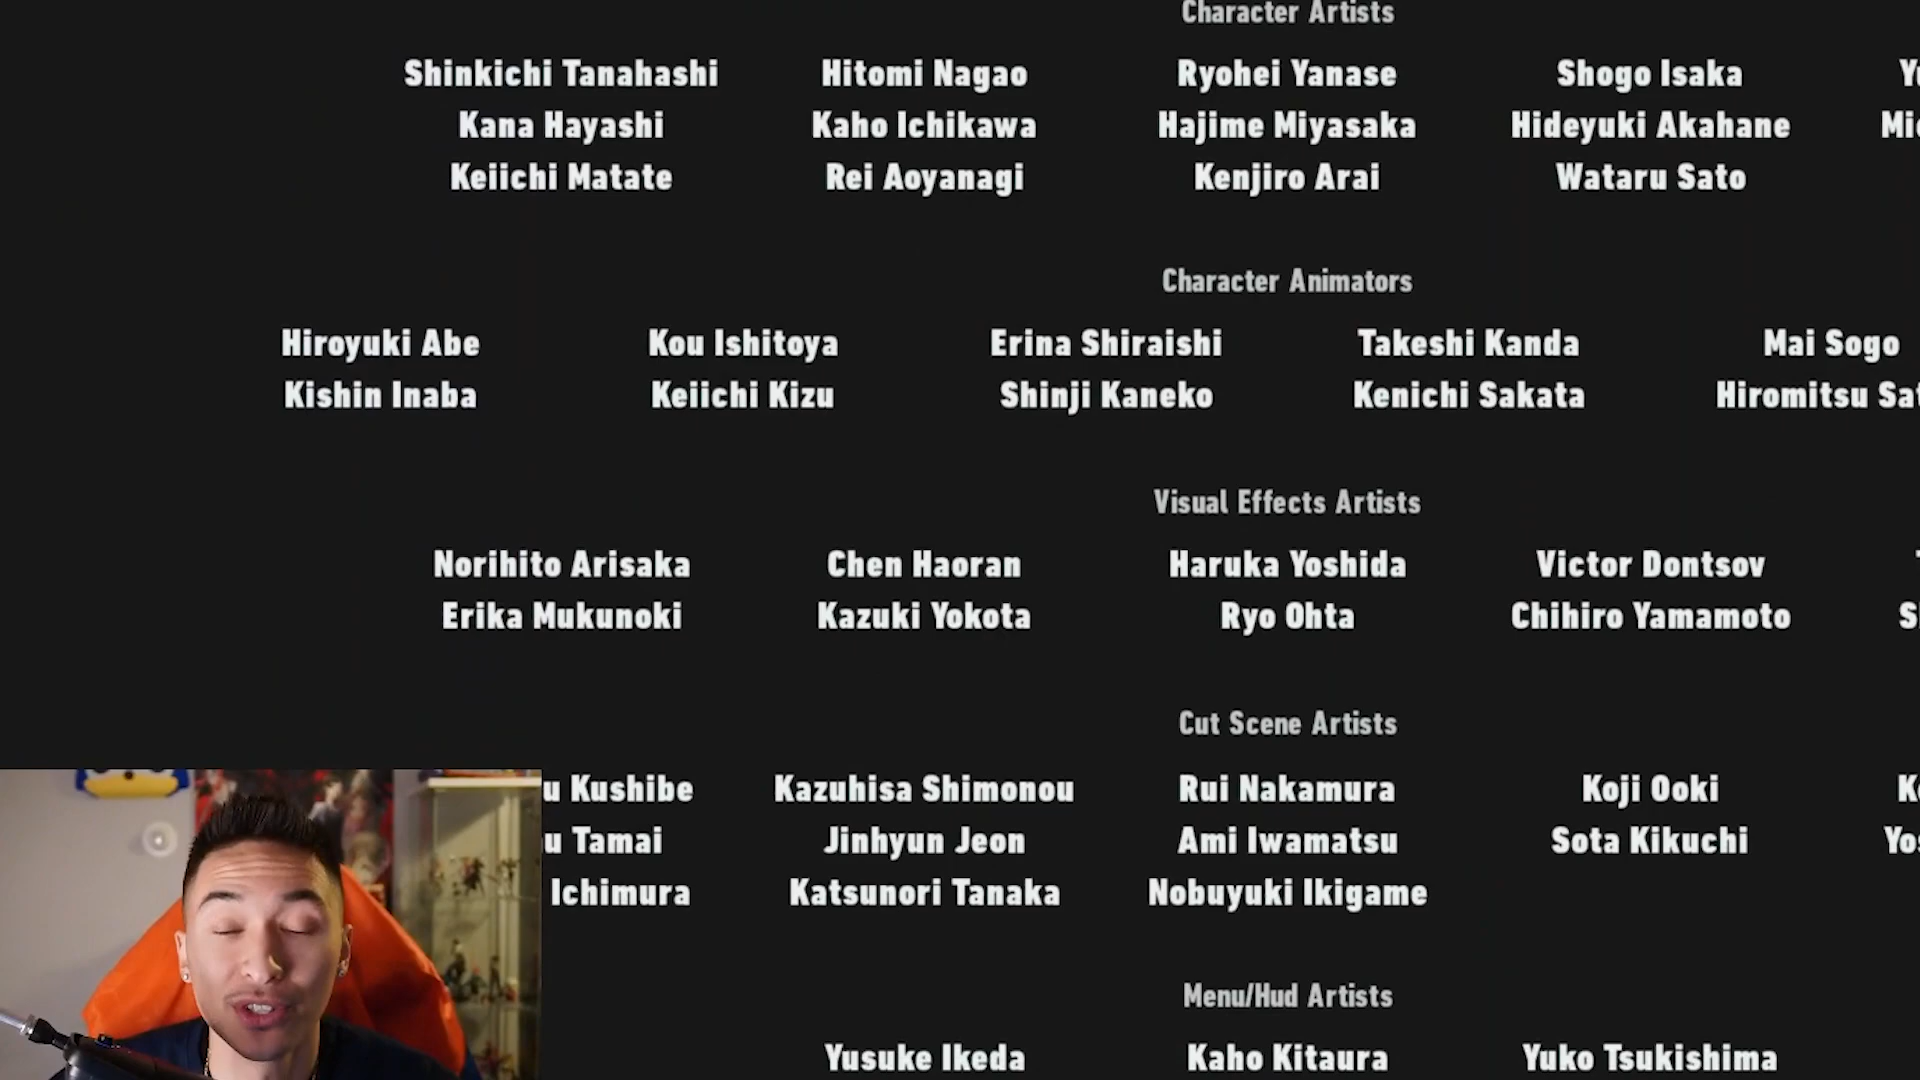 Character Artists
Shinkichi Tanahashi Hitomi Nagao Ryohei Yanase Shogo Isaka
Kana Hayashi Kaho Ichikawa Hajime Miyasaka Hideyuki Akahane
Keiichi Matate Rei Aoyanagi Kenjiro Arai Wataru Sato
Character Animators
Hiroyuki Abe Kou Ishitoya Erina Shiraishi Takeshi Kanda Mai Sogo
Kishin Inaba Keiichi Kizu Shinji Kaneko Kenichi Sakata Hiromitsu
Visual Effects Artists
Norihito Arisaka Chen Haoran Haruka Yoshida Victor Dontsov
Erika Mukunoki Kazuki Yokota Ryo Ohta Chihiro Yamamoto
Cut Scene Artists
Kushibe Kazuhisa Shimonou Rui Nakamura Koji Ooki
Tamai Jinhyun Jeon Ami Iwamatsu Sota Kikuchi
Ichimura Katsunori Tanaka Nobuyuki Ikigame
Menu/Hud Artists
Yusuke Ikeda Kaho Kitaura Yuko Tsukishima